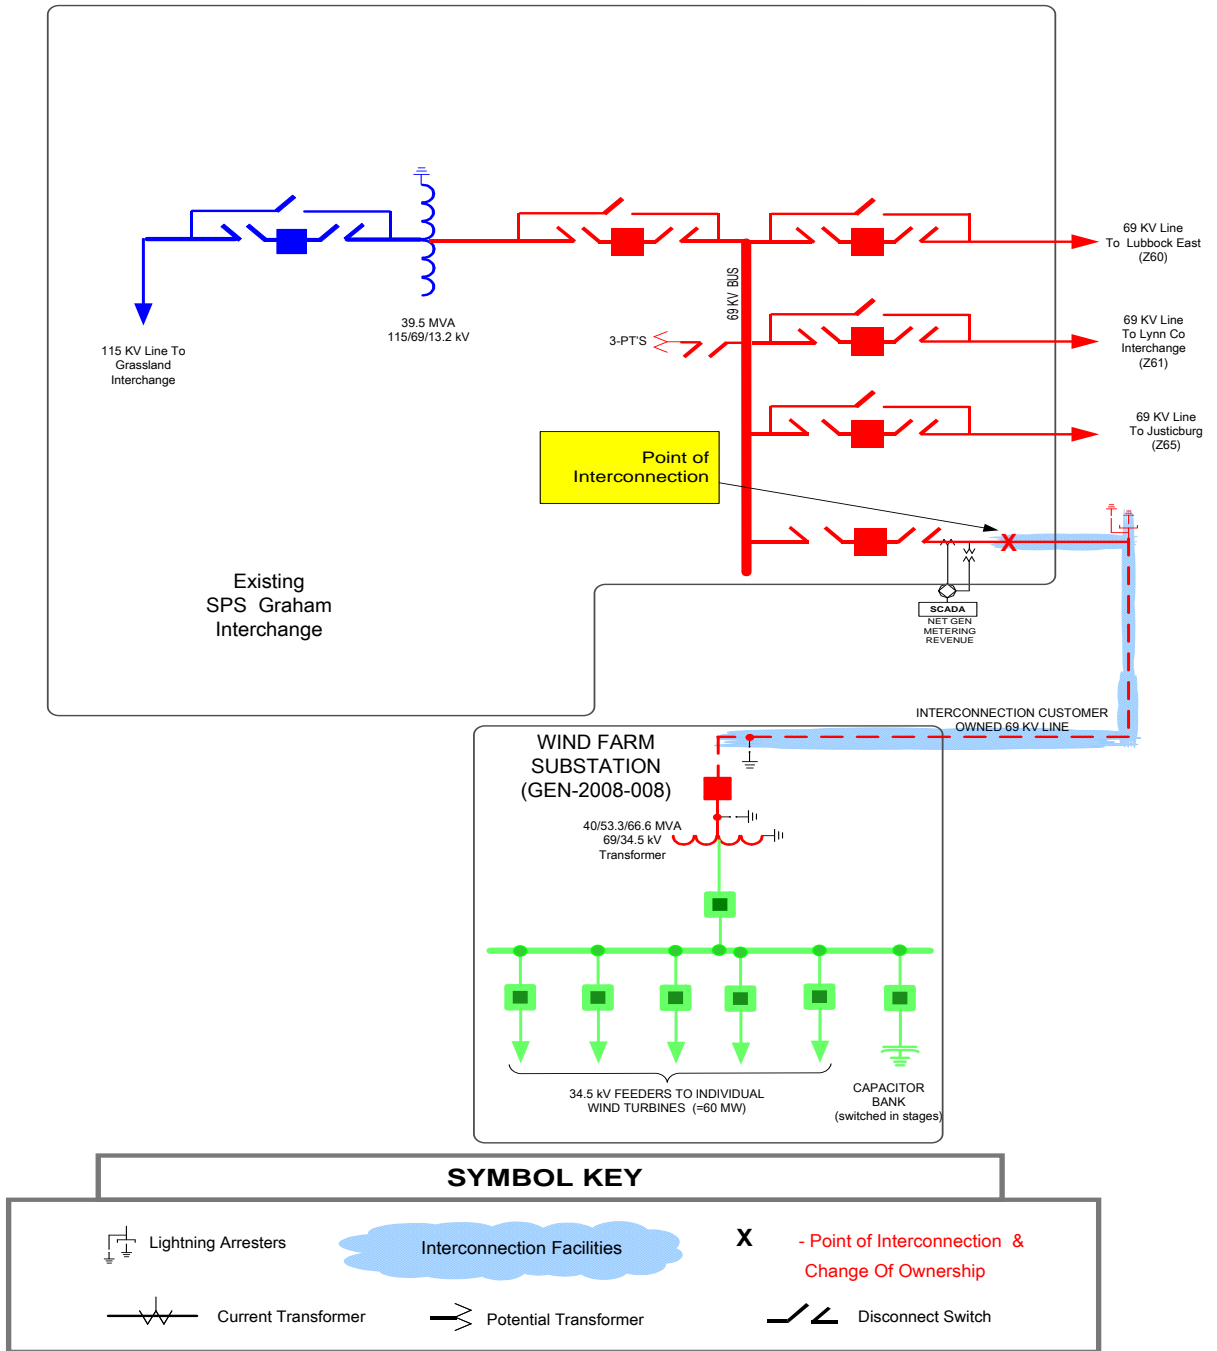 69 KV Line
To Lubbock East
(Z60)
69 KV BUS
39.5 MVA
115/69/13.2 kV
3-PT'S
69 KV Line
To Lynn Co
Interchange
(Z61)
115 KV Line To
Grassland
Interchange
69 KV Line
To Justicburg
(Z65)
Point of
Interconnection
X
Existing
SPS Graham
Interchange
SCADA
NET GEN
METERING
REVENUE
INTERCONNECTION CUSTOMER
OWNED 69 KV LINE
WIND FARM
SUBSTATION
(GEN-2008-008)
40/53.3/66.6 MVA
69/34.5 kV
Transformer
34.5 kV FEEDERS TO INDIVIDUAL
WIND TURBINES (=60 MW)
CAPACITOR
BANK
(switched in stages)
SYMBOL KEY
Lightning Arresters
Interconnection Facilities
X - Point of Interconnection &
Change Of Ownership
Current Transformer
Potential Transformer
Disconnect Switch